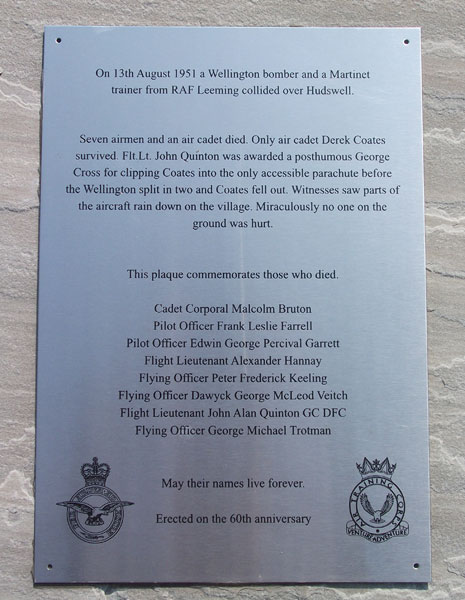 On 13th August 1951 a Wellington bomber and a Martinet
trainer from RAF Leeming collided over Hudswell.
Seven airmen and an air cadet died. Only air cadet Derek Coates
survived. Flt.Lt. John Quinton was awarded a posthumous George
Cross for clipping Coates into the only accessible parachute before
the Wellington split in two and Coates fell out. Witnesses saw parts of
the aircraft rain down on the village. Miraculously no one on the
ground was hurt.
This plaque commemorates those who died.
Cadet Corporal Malcolm Bruton
Pilot Officer Frank Leslie Farrell
Pilot Officer Edwin George Percival Garrett
Flight Lieutenant Alexander Hannay
Flying Officer Peter Frederick Keeling
Flying Officer Dawyck George McLeod Veitch
Flight Lieutenant John Alan Quinton GC DFC
Flying Officer George Michael Trotman
May their names live forever.
Erected on the 60th anniversary
AIR TRAINING CORPS
VENTURE ADVENTURE